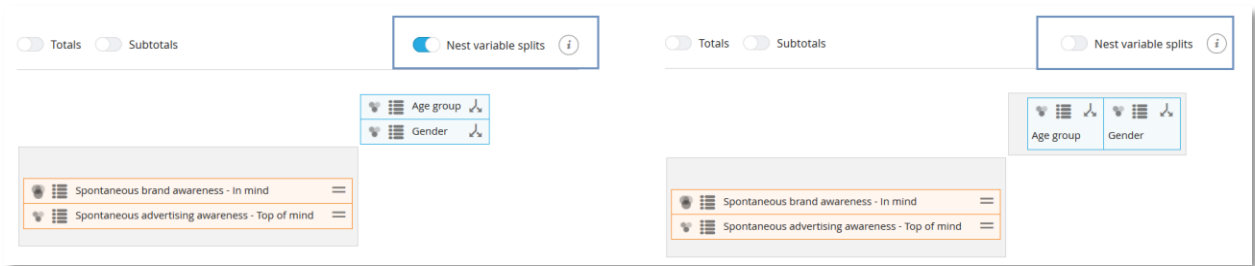 Totals Subtotals Nest variable splits i
Age group
Gender
Spontaneous brand awareness - In mind
Spontaneous advertising awareness - Top of mind
Totals Subtotals Nest variable splits i
Age group Gender
Spontaneous brand awareness - In mind
Spontaneous advertising awareness - Top of mind